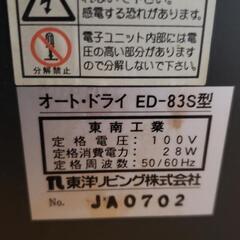 感電する恐れがあります。
電子ユニット内部には電
圧の高い部分がありま
すので分解しないで
分解禁止
オート・ドライ ED-83S型
東南工業
定格電圧：100V
定格消費電力：28W
定格周波数：50/60Hz
東洋リビング株式会社
No. JA0702